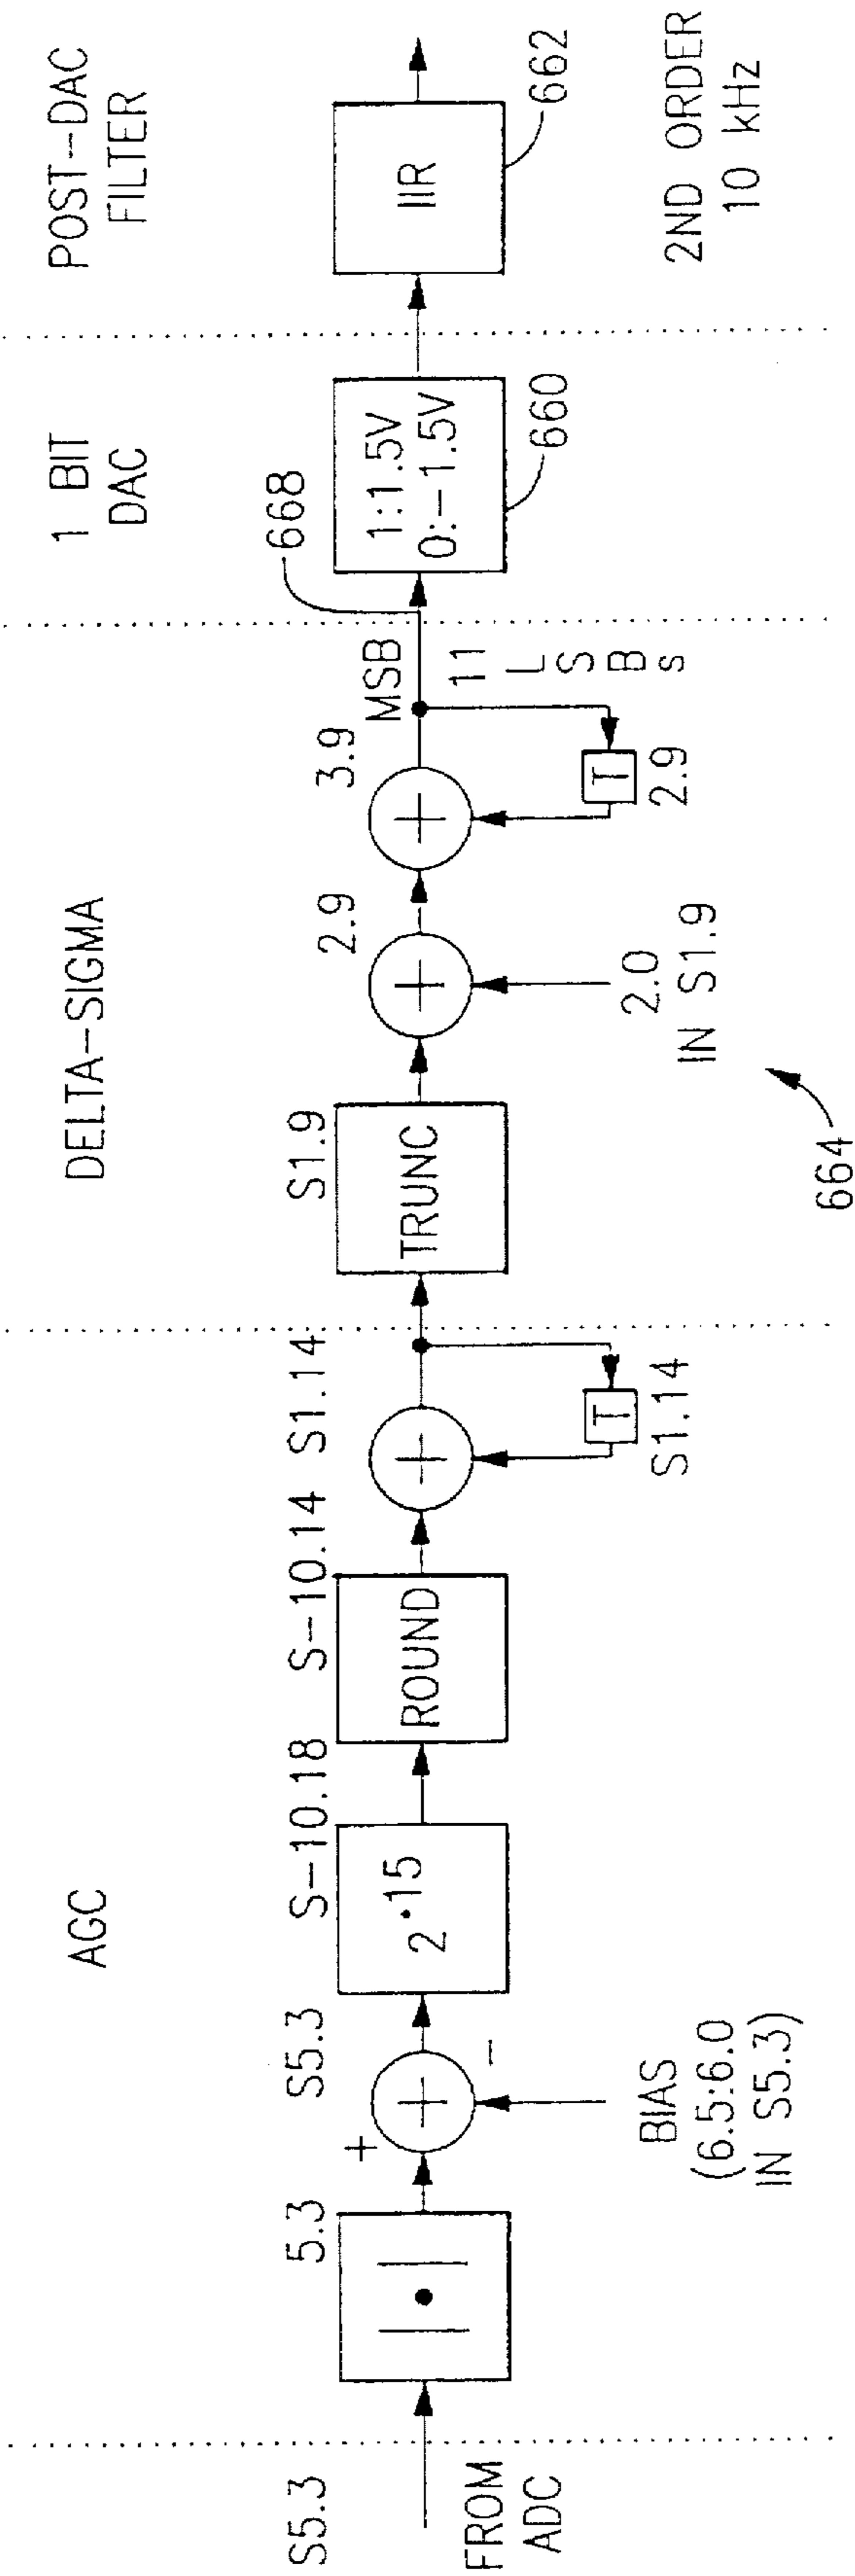 AGC
DELTA-SIGMA
1 BIT
DAC
POST-DAC
FILTER
S5.3
FROM
ADC
5.3
|•|
+
−
S5.3
+
BIAS
(6.5:6.0
IN S5.3)
S-10.18
2•15
S-10.14
ROUND
S1.14
+
T
S1.14
S1.9
TRUNC
2.9
+
2.0
IN S1.9
3.9
+
MSB
11
L
S
B
s
T
2.9
668
1:1.5V
0:-1.5V
660
IIR
662
2ND ORDER
10 kHz
664